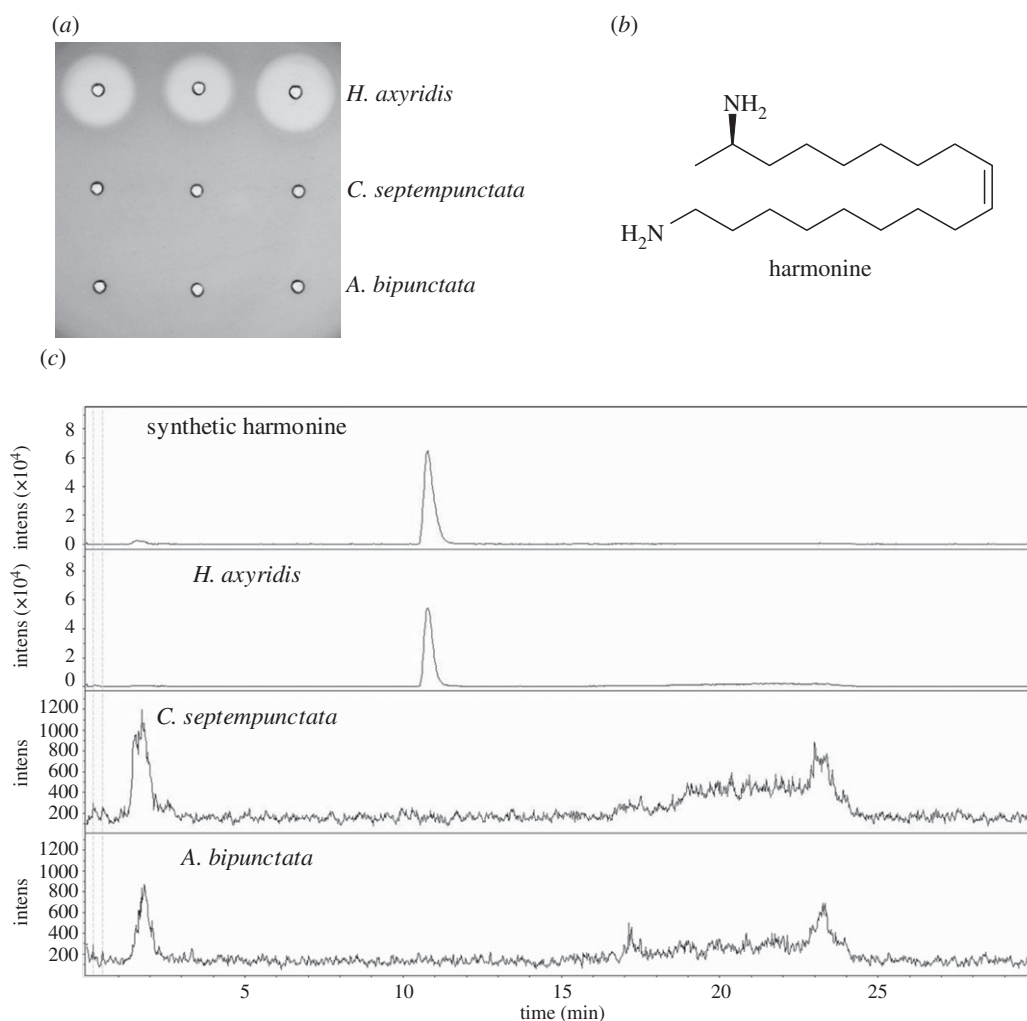 (a)
(b)
H. axyridis
C. septempunctata
A. bipunctata
NH₂
H₂N
harmonine
(c)
synthetic harmonine
intens (×10⁴)
8
6
4
2
0
H. axyridis
intens (×10⁴)
8
6
4
2
0
C. septempunctata
intens
1200
1000
800
600
400
200
A. bipunctata
intens
1200
1000
800
600
400
200
5 10 15 20 25
time (min)